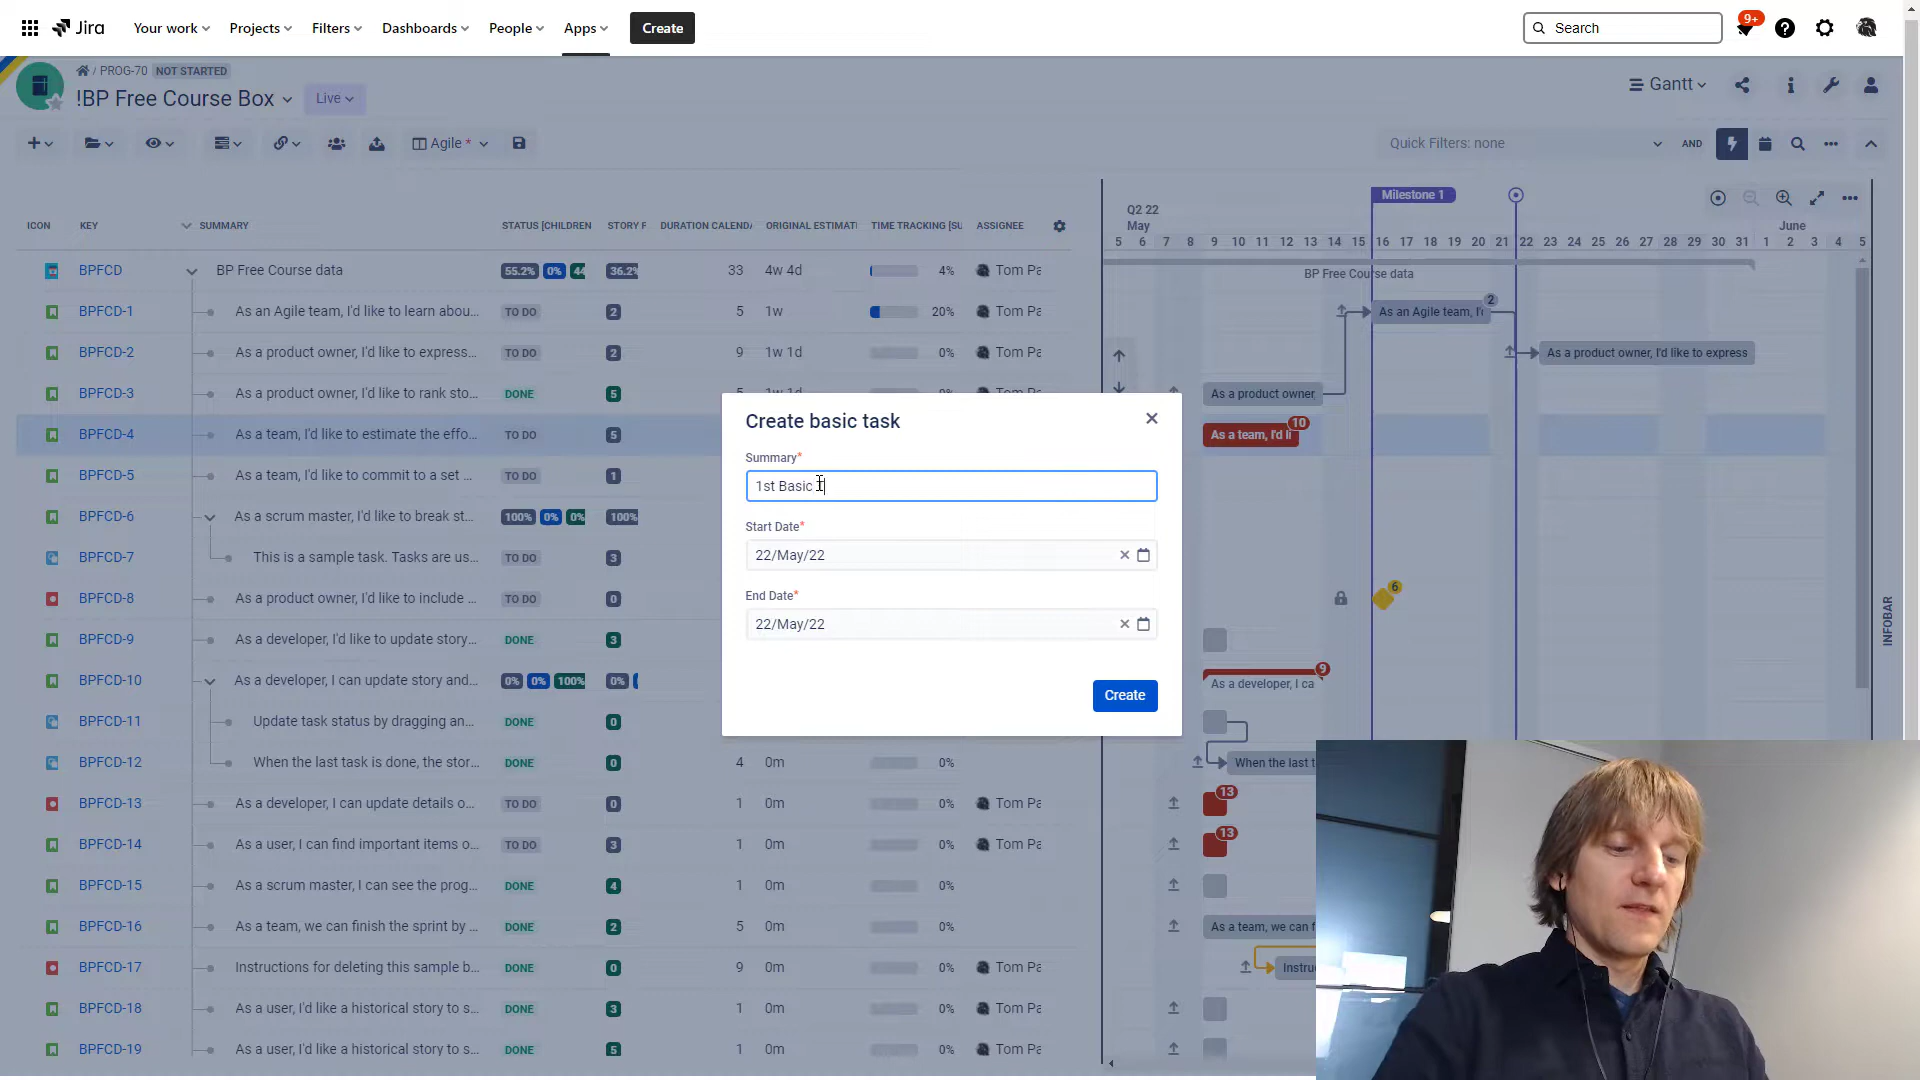 Jira Your work Projects Filters Dashboards People Apps Create Search 9+
/ PROG-70 NOT STARTED
!BP Free Course Box Live Gantt
Agile * Quick Filters: none AND
ICON KEY SUMMARY STATUS [CHILDREN STORY DURATION CALEND ORIGINAL ESTIMAT TIME TRACKING [SU ASSIGNEE
Q2 22 Milestone 1
May June
5 6 7 8 9 10 11 12 13 14 15 16 17 18 19 20 21 22 23 24 25 26 27 28 29 30 31 1 2 3 4 5
BPFCD BP Free Course data 55.2% 0% 44 36.2% 33 4w 4d 4% Tom Pa BP Free Course data
BPFCD-1 As an Agile team, I'd like to learn abou... TO DO 2 5 1w 20% Tom Pa As an Agile team, I' 2
BPFCD-2 As a product owner, I'd like to express... TO DO 2 9 1w 1d 0% Tom Pa As a product owner, I'd like to express
BPFCD-3 As a product owner, I'd like to rank sto... DONE 5 5 1w 1d 0% Tom Pa As a product owner,
BPFCD-4 As a team, I'd like to estimate the effo... TO DO 5 As a team, I'd li 10
BPFCD-5 As a team, I'd like to commit to a set ... TO DO 1
BPFCD-6 As a scrum master, I'd like to break st... 100% 0% 0% 100%
BPFCD-7 This is a sample task. Tasks are us... TO DO 3
BPFCD-8 As a product owner, I'd like to include ... TO DO 0 6
BPFCD-9 As a developer, I'd like to update story... DONE 3
BPFCD-10 As a developer, I can update story and... 0% 0% 100% 0% As a developer, I ca 9
BPFCD-11 Update task status by dragging an... DONE 0
BPFCD-12 When the last task is done, the stor... DONE 0 4 0m 0% When the last t
BPFCD-13 As a developer, I can update details o... TO DO 0 1 0m 0% Tom Pa 13
BPFCD-14 As a user, I can find important items o... TO DO 3 1 0m 0% Tom Pa 13
BPFCD-15 As a scrum master, I can see the prog... DONE 4 1 0m 0%
BPFCD-16 As a team, we can finish the sprint by ... DONE 2 5 0m 0% As a team, we can f
BPFCD-17 Instructions for deleting this sample b... DONE 0 9 0m 0% Tom Pa Instruc
BPFCD-18 As a user, I'd like a historical story to s... DONE 3 1 0m 0% Tom Pa
BPFCD-19 As a user, I'd like a historical story to s... DONE 5 1 0m 0% Tom Pa
Create basic task
Summary*
1st Basic
Start Date*
22/May/22
End Date*
22/May/22
Create
INFOBAR